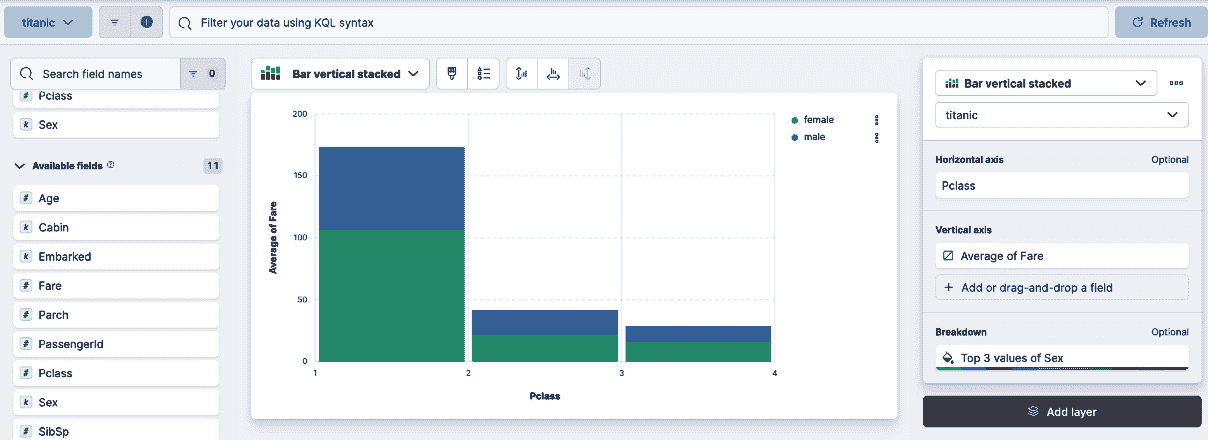 titanic
Filter your data using KQL syntax
Refresh
Search field names
0
# Pclass
k Sex
Available fields
11
# Age
k Cabin
k Embarked
# Fare
# Parch
# PassengerId
# Pclass
k Sex
# SibSp
Bar vertical stacked
200
150
100
50
0
1 2 3 4
Average of Fare
Pclass
female
male
Bar vertical stacked
titanic
Horizontal axis Optional
Pclass
Vertical axis
Average of Fare
+ Add or drag-and-drop a field
Breakdown Optional
Top 3 values of Sex
Add layer